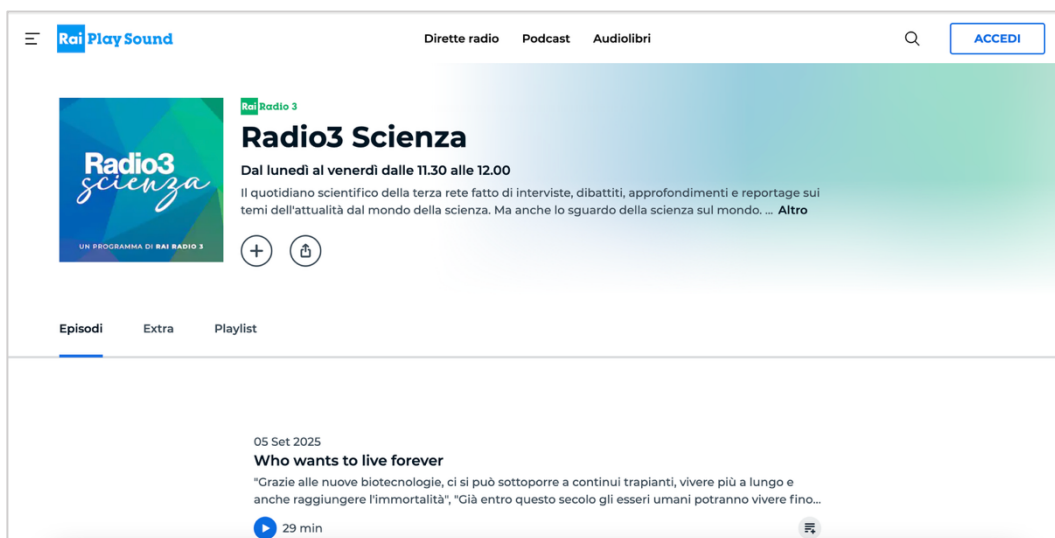 Rai Play Sound
Dirette radio Podcast Audiolibri
ACCEDI
Radio3
scienza
UN PROGRAMMA DI RAI RADIO 3
Rai Radio 3
Radio3 Scienza
Dal lunedì al venerdì dalle 11.30 alle 12.00
Il quotidiano scientifico della terza rete fatto di interviste, dibattiti, approfondimenti e reportage sui
temi dell'attualità dal mondo della scienza. Ma anche lo sguardo della scienza sul mondo. ... Altro
Episodi Extra Playlist
05 Set 2025
Who wants to live forever
"Grazie alle nuove biotecnologie, ci si può sottoporre a continui trapianti, vivere più a lungo e
anche raggiungere l'immortalità", "Già entro questo secolo gli esseri umani potranno vivere fino...
29 min